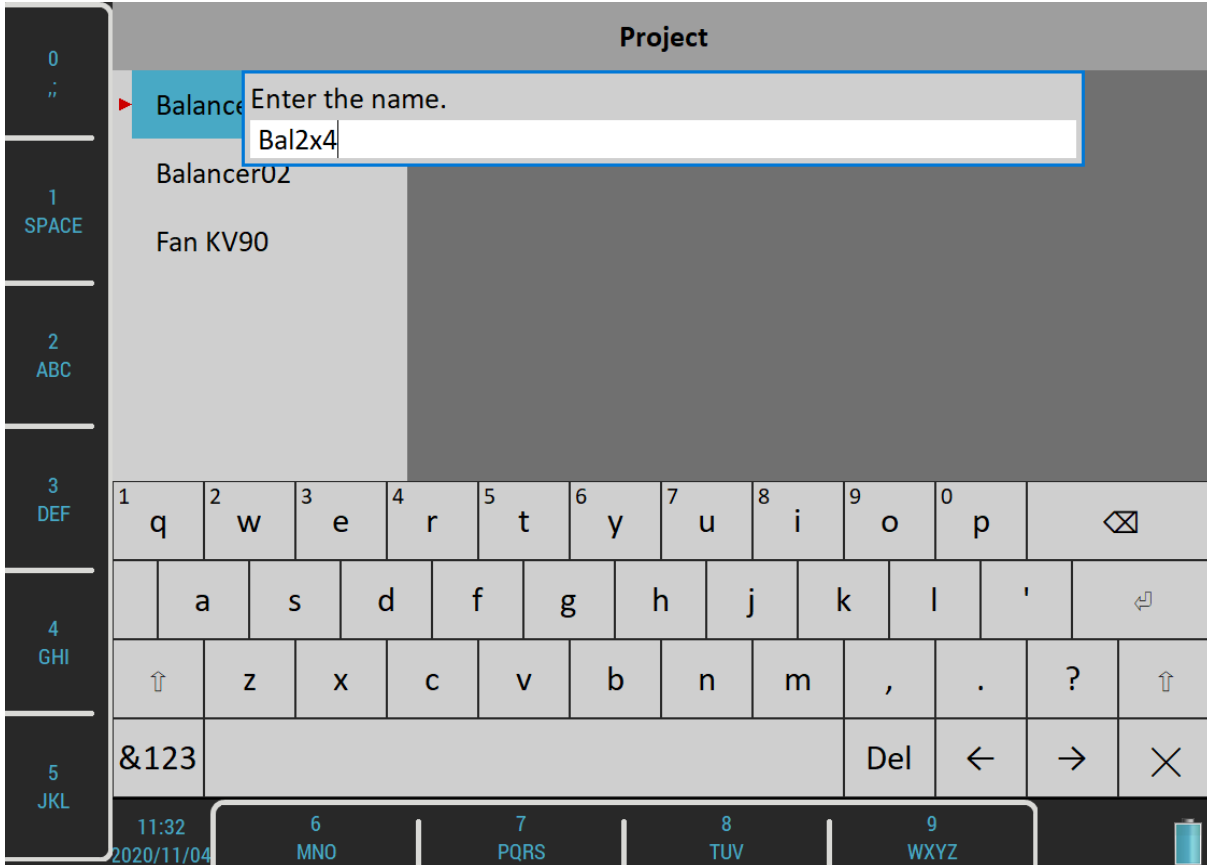 Project
0
,;
1
SPACE
2
ABC
3
DEF
4
GHI
5
JKL
Enter the name.
Bal2x4
Balance
Balancer02
Fan KV90
1 q 2 w 3 e 4 r 5 t 6 y 7 u 8 i 9 o 0 p ⌫
a s d f g h j k l ' ⏎
⇧ z x c v b n m , . ? ⇧
&123 Del ← → ×
11:32
2020/11/04
6
MNO
7
PQRS
8
TUV
9
WXYZ